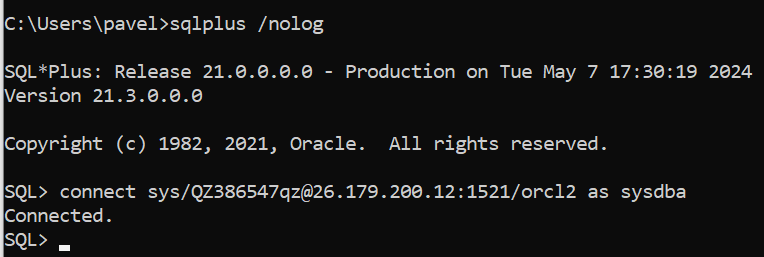 C:\Users\pavel>sqlplus /nolog
SQL*Plus: Release 21.0.0.0.0 - Production on Tue May 7 17:30:19 2024
Version 21.3.0.0.0
Copyright (c) 1982, 2021, Oracle.  All rights reserved.
SQL> connect sys/QZ386547qz@26.179.200.12:1521/orcl2 as sysdba
Connected.
SQL>